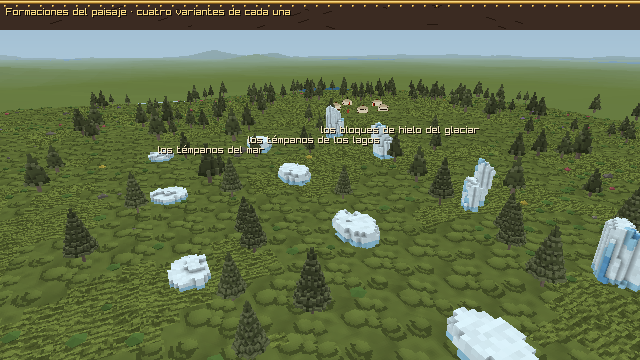 Formaciones del paisaje · cuatro variantes de cada una
los bloques de hielo del glaciar
los témpanos de los lagos
los témpanos del mar